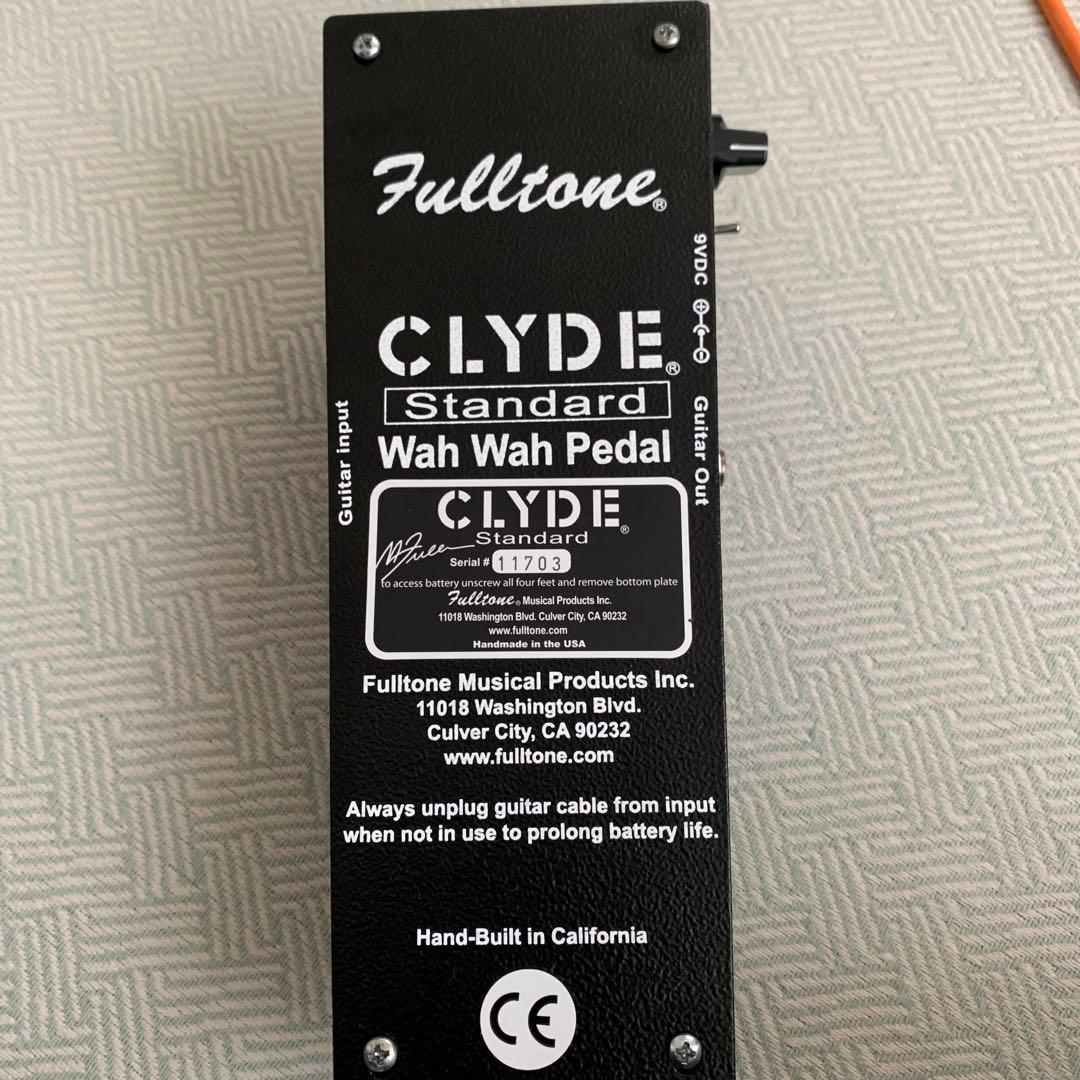 Fulltone®
CLYDE®
Standard
Wah Wah Pedal
Guitar input
9VDC
Guitar Out
CLYDE®
Standard
MFuller
Serial # 11703
to access battery unscrew all four feet and remove bottom plate
Fulltone® Musical Products Inc.
11018 Washington Blvd. Culver City, CA 90232
www.fulltone.com
Handmade in the USA
Fulltone Musical Products Inc.
11018 Washington Blvd.
Culver City, CA 90232
www.fulltone.com
Always unplug guitar cable from input
when not in use to prolong battery life.
Hand-Built in California
CE